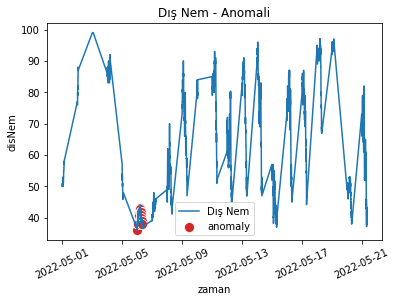 Dış Nem - Anomali
100
90
80
70
60
50
40
disNem
Dış Nem
anomaly
2022-05-01
2022-05-05
2022-05-09
2022-05-13
2022-05-17
2022-05-21
zaman